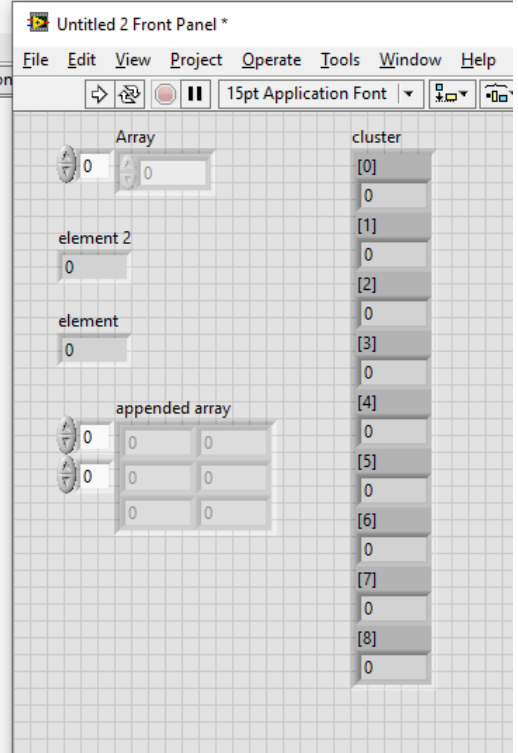 Untitled 2 Front Panel *
File Edit View Project Operate Tools Window Help
on
15pt Application Font
Array
0 0
element 2
0
element
0
appended array
0 0 0
0 0 0
0 0
cluster
[0]
0
[1]
0
[2]
0
[3]
0
[4]
0
[5]
0
[6]
0
[7]
0
[8]
0